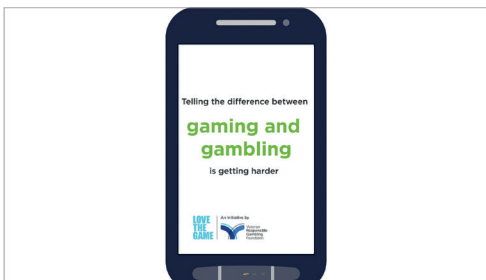 Telling the difference between
gaming and
gambling
is getting harder
LOVE
THE
GAME
An initiative by
Victorian
Responsible
Gambling
Foundation